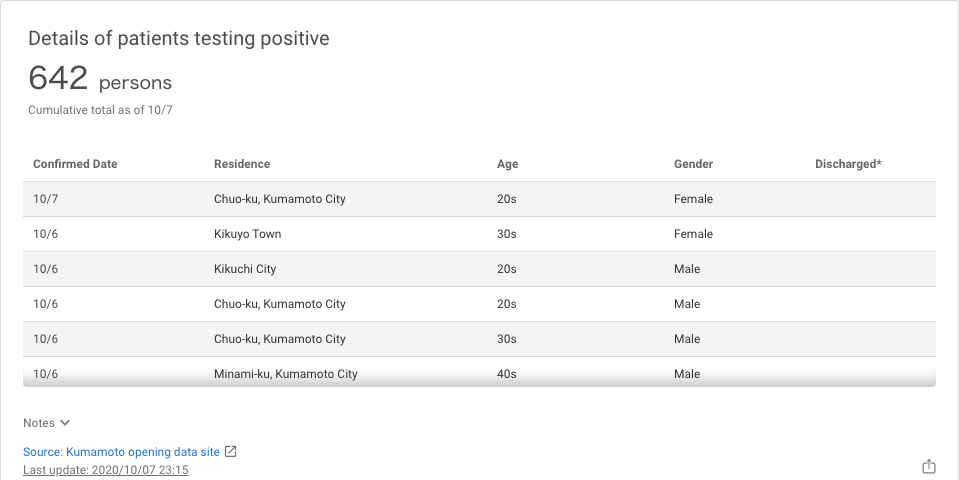 Details of patients testing positive
642 persons
Cumulative total as of 10/7
Confirmed Date Residence Age Gender Discharged*
10/7 Chuo-ku, Kumamoto City 20s Female
10/6 Kikuyo Town 30s Female
10/6 Kikuchi City 20s Male
10/6 Chuo-ku, Kumamoto City 20s Male
10/6 Chuo-ku, Kumamoto City 30s Male
10/6 Minami-ku, Kumamoto City 40s Male
Notes
Source: Kumamoto opening data site
Last update: 2020/10/07 23:15